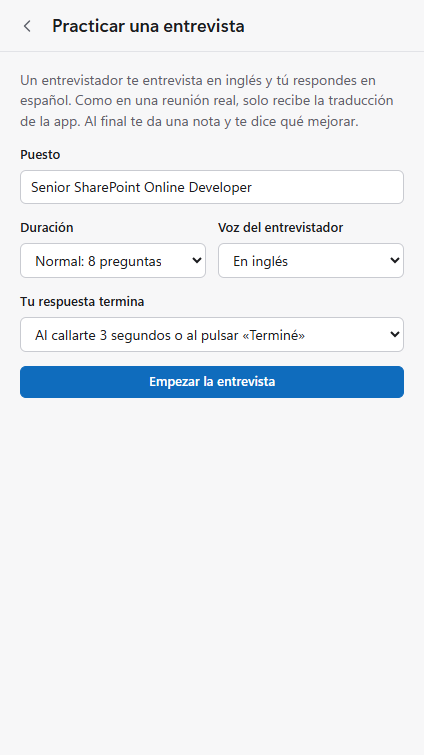 Practicar una entrevista
Un entrevistador te entrevista en inglés y tú respondes en
español. Como en una reunión real, solo recibe la traducción
de la app. Al final te da una nota y te dice qué mejorar.
Puesto
Senior SharePoint Online Developer
Duración
Voz del entrevistador
Normal: 8 preguntas
En inglés
Tu respuesta termina
Al callarte 3 segundos o al pulsar «Terminé»
Empezar la entrevista